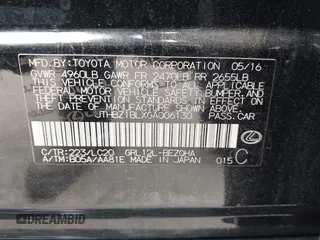 MFD.BY:TOYOTA MOTOR CORPORATION 05/16
GVWR 4960LB GAWR FR 2470LB RR 2655LB
THIS VEHICLE CONFORMS TO ALL APPLICABLE
FEDERAL MOTOR VEHICLE SAFETY, BUMPER, AND
THEFT PREVENTION STANDARDS IN EFFECT ON
THE DATE OF MANUFACTURE SHOWN ABOVE.
JTHBZ1BLXGA006130 PASS.CAR
C/TR:223/LC20 GRL12L-BEZQHA
A/TM:B05A/AA81E MADE IN JAPAN 015 C
DREAMBID